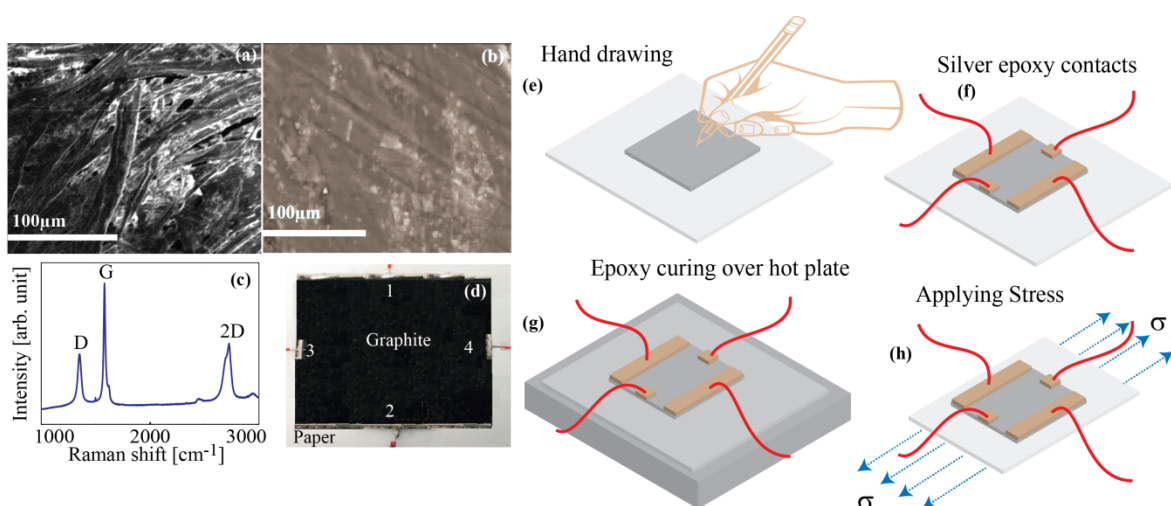 (a)
100μm
(b)
100μm
Intensity [arb. unit]
(c)
D
G
2D
1000 2000 3000
Raman shift [cm⁻¹]
(d)
1
Graphite
3
4
2
Paper
Hand drawing
(e)
Silver epoxy contacts
(f)
Epoxy curing over hot plate
(g)
Applying Stress
(h)
σ
σ